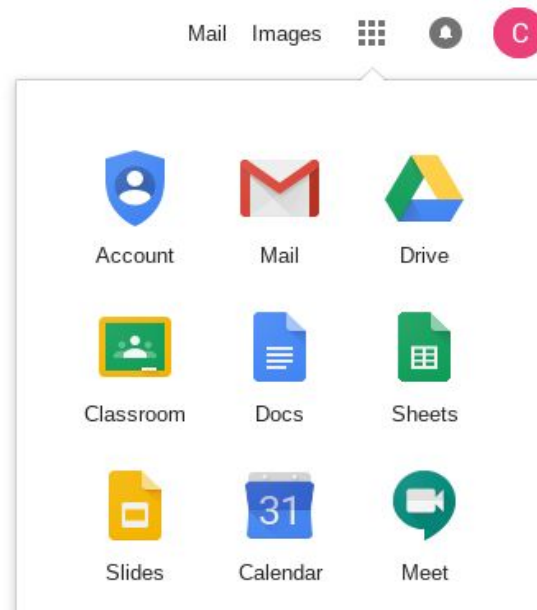 Mail Images C
Account Mail Drive
Classroom Docs Sheets
31
Slides Calendar Meet